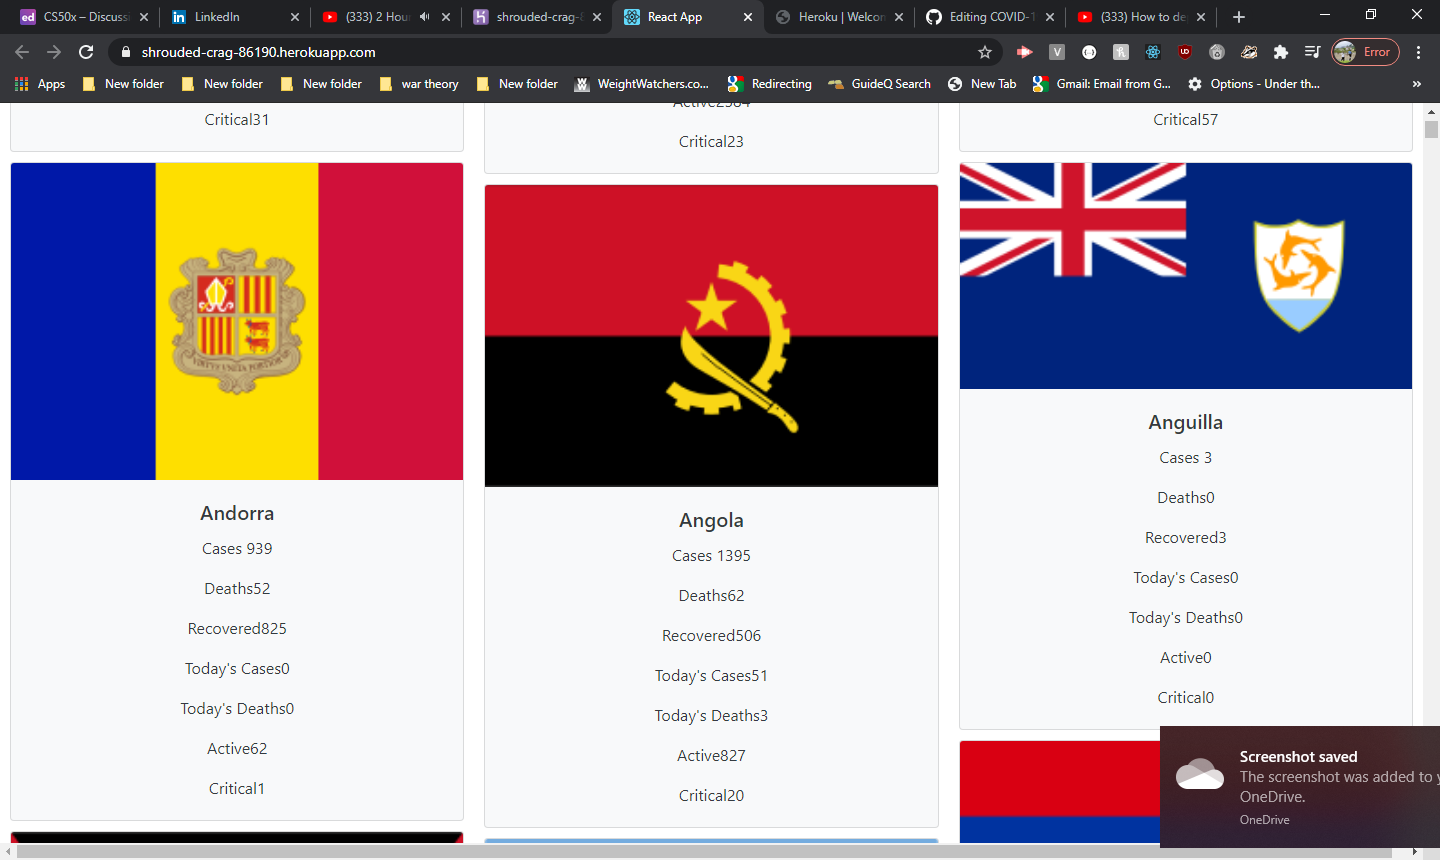 CS50x – Discuss
LinkedIn
(333) 2 Hou
shrouded-crag-8
React App
Heroku | Welcom
Editing COVID-1
(333) How to de
shrouded-crag-86190.herokuapp.com
Error
Apps
New folder
New folder
New folder
war theory
New folder
WeightWatchers.co...
Redirecting
GuideQ Search
New Tab
Gmail: Email from G...
Options - Under th...
»
Critical31
Active2384
Critical23
Critical57
Andorra
Cases 939
Deaths52
Recovered825
Today's Cases0
Today's Deaths0
Active62
Critical1
Angola
Cases 1395
Deaths62
Recovered506
Today's Cases51
Today's Deaths3
Active827
Critical20
Anguilla
Cases 3
Deaths0
Recovered3
Today's Cases0
Today's Deaths0
Active0
Critical0
Screenshot saved
The screenshot was added to y
OneDrive.
OneDrive